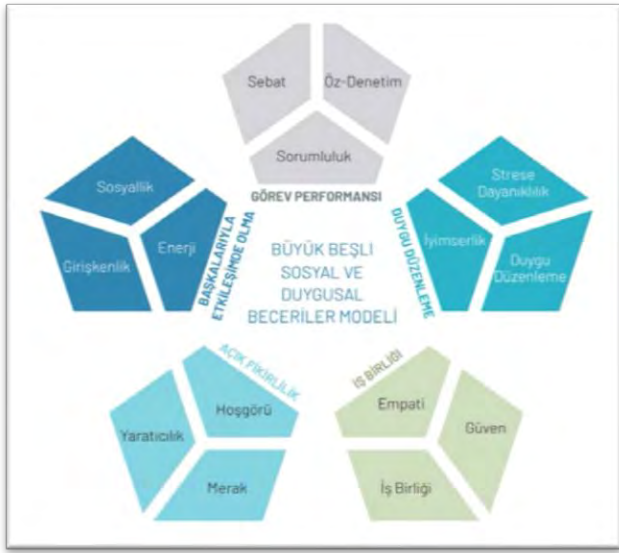 Sebat
Öz-Denetim
Sorumluluk
GÖREV PERFORMANSI
Sosyallik
Girişkenlik
Enerji
BAŞKALARIYLA
ETKİLEŞİMDE OLMA
Strese
Dayanıklılık
İyimserlik
Duygu
Düzenleme
DUYGU DÜZENLEME
BÜYÜK BEŞLİ
SOSYAL VE
DUYGUSAL
BECERİLER MODELİ
AÇIK FİKİRLİLİK
Hoşgörü
Yaratıcılık
Merak
İŞ BİRLİĞİ
Empati
Güven
İş Birliği